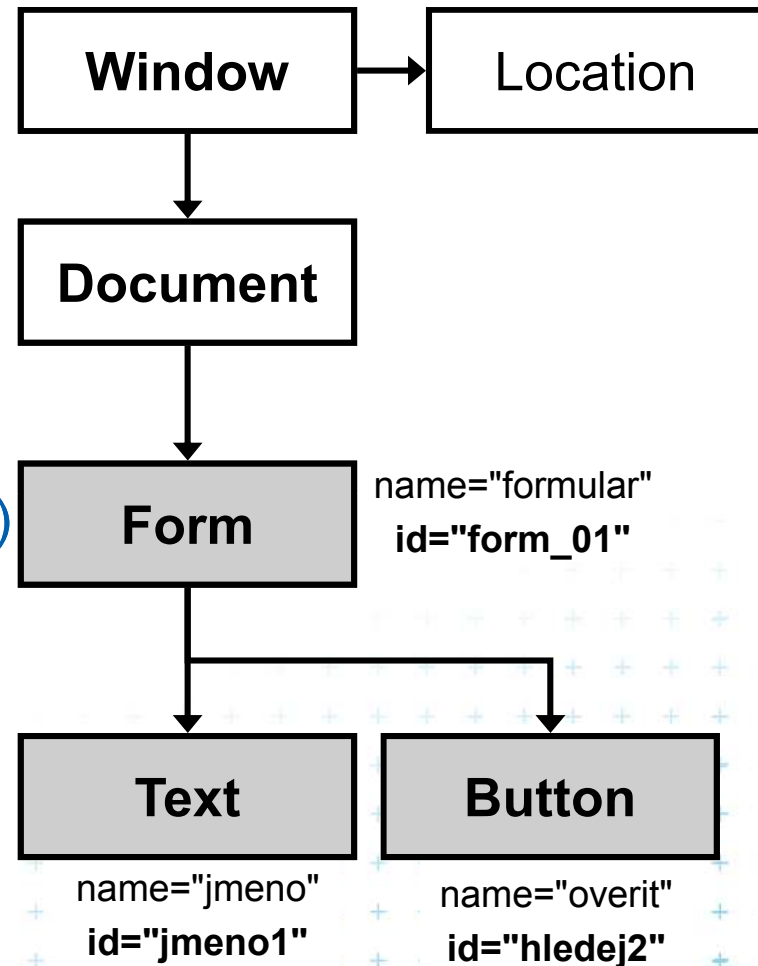 Window
Location
Document
Form
name="formular"
id="form_01"
Text
Button
name="jmeno"
id="jmeno1"
name="overit"
id="hledej2"